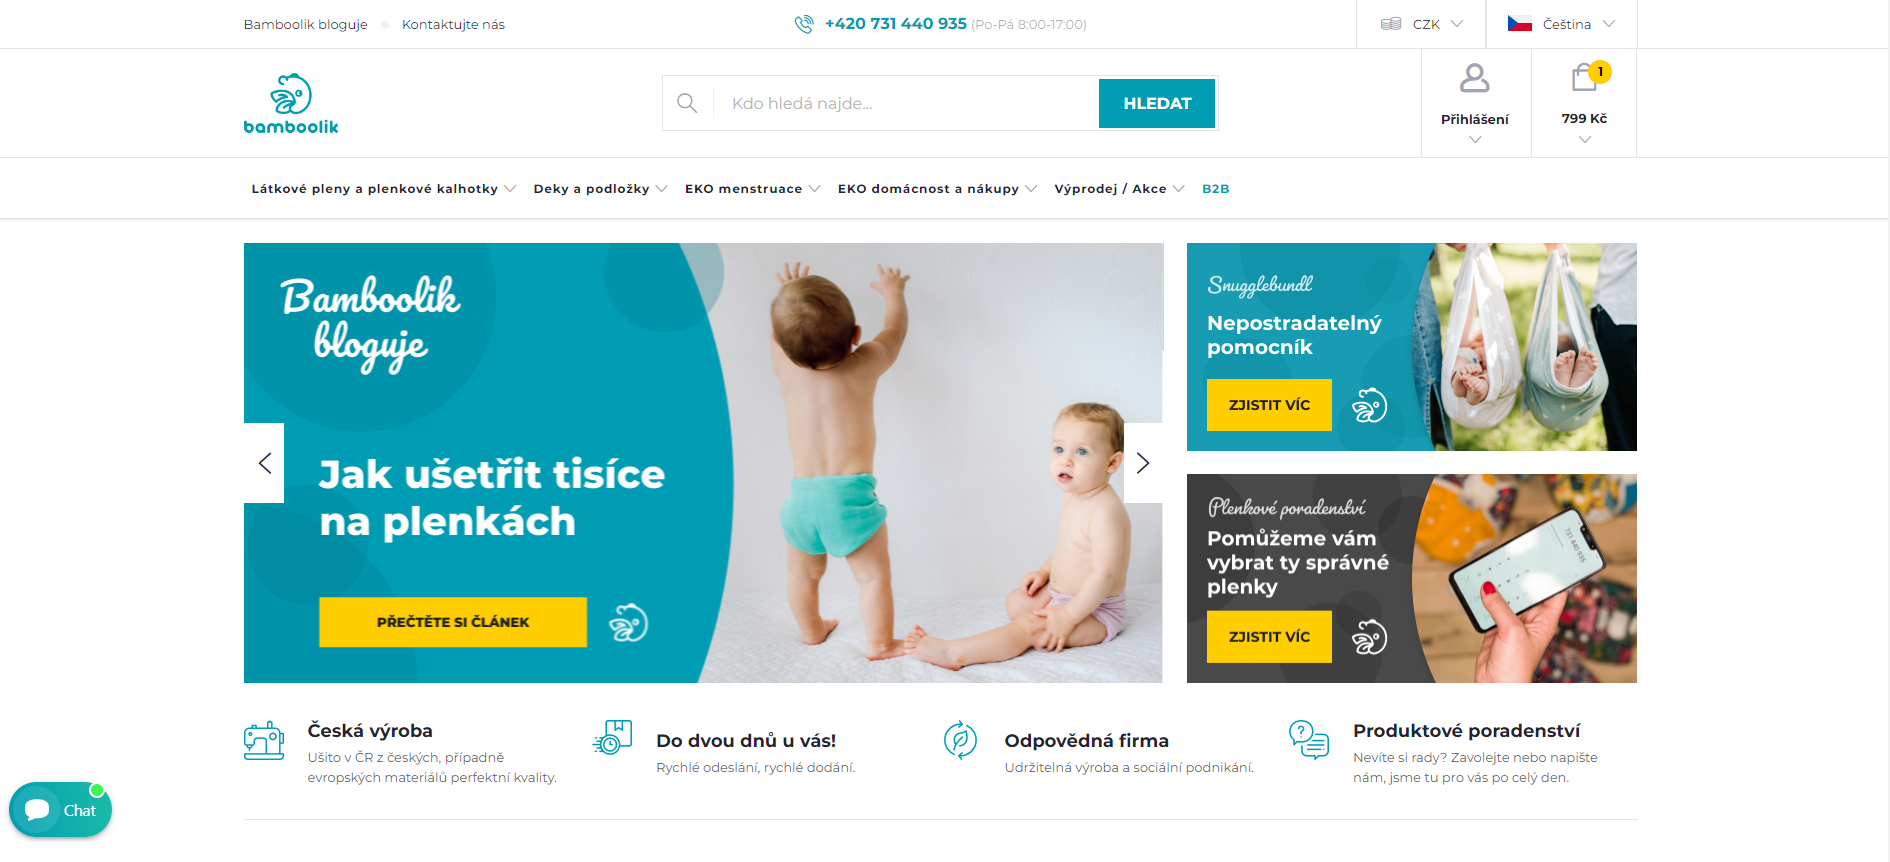 Bamboolik bloguje
Kontaktujte nás
+420 731 440 935 (Po-Pá 8:00-17:00)
CZK
Čeština
bamboolik
Kdo hledá najde...
HLEDAT
Přihlášení
1
799 Kč
Látkové pleny a plenkové kalhotky
Deky a podložky
EKO menstruace
EKO domácnost a nákupy
Výprodej / Akce
B2B
Bamboolik
bloguje
Jak ušetřit tisíce
na plenkách
PŘEČTĚTE SI ČLÁNEK
Snugglebundl
Nepostradatelný
pomocník
ZJISTIT VÍC
Plenkové poradenství
Pomůžeme vám
vybrat ty správné
plenky
ZJISTIT VÍC
731 440 935
Česká výroba
Ušito v ČR z českých, případně
evropských materiálů perfektní kvality.
Do dvou dnů u vás!
Rychlé odeslání, rychlé dodání.
Odpovědná firma
Udržitelná výroba a sociální podnikání.
Produktové poradenství
Nevíte si rady? Zavolejte nebo napište
nám, jsme tu pro vás po celý den.
Chat